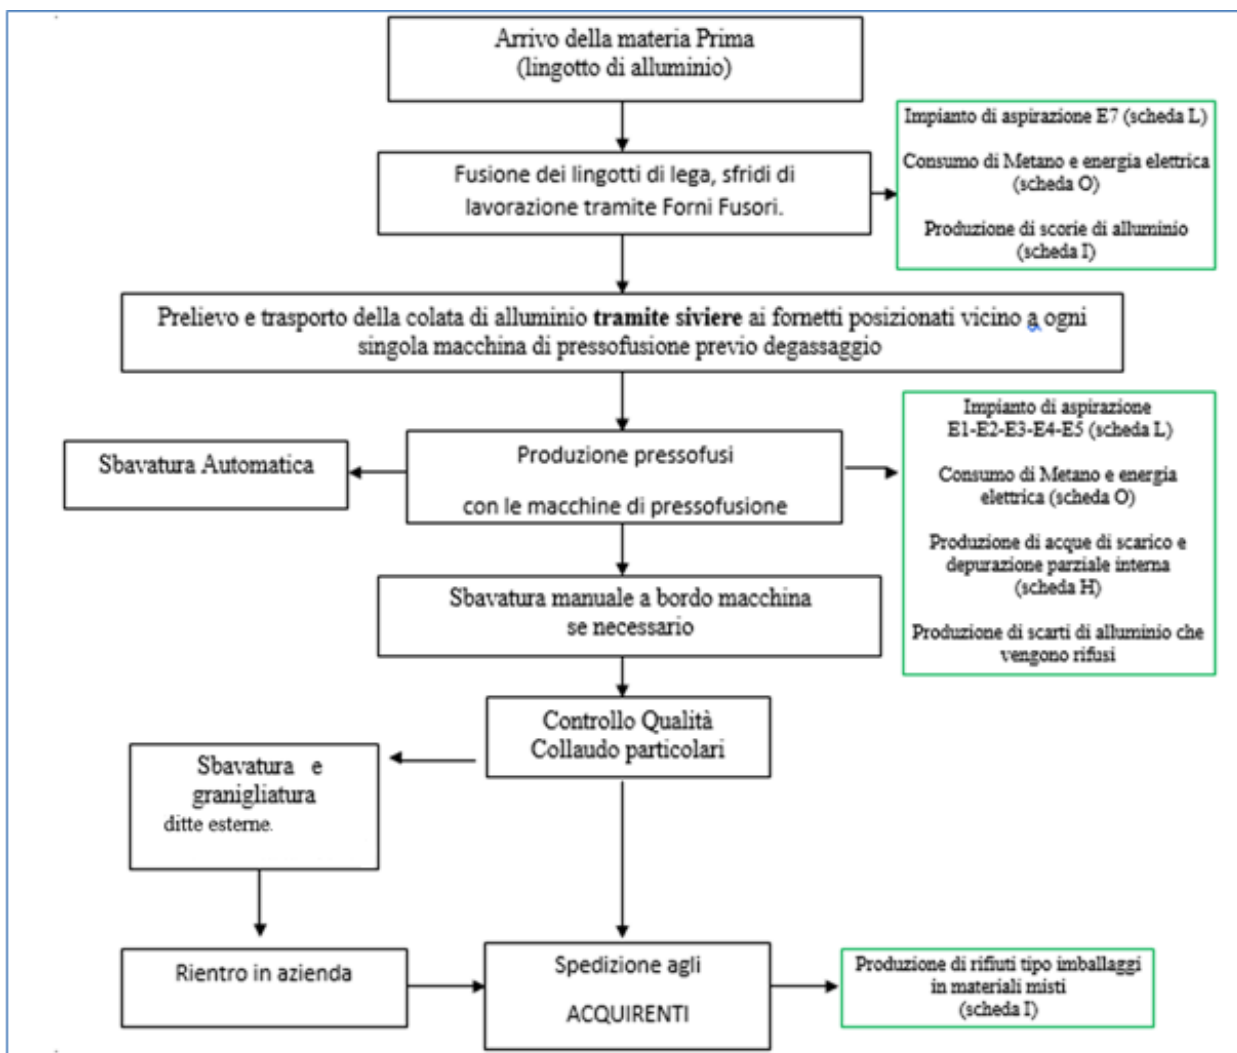 Arrivo della materia Prima
(lingotto di alluminio)
Impianto di aspirazione E7 (scheda L)
Consumo di Metano e energia elettrica
(scheda O)
Produzione di scorie di alluminio
(scheda I)
Fusione dei lingotti di lega, sfridi di
lavorazione tramite Forni Fusori.
Prelievo e trasporto della colata di alluminio tramite siviere ai fornetti posizionati vicino a ogni
singola macchina di pressofusione previo degassaggio
Impianto di aspirazione
E1-E2-E3-E4-E5 (scheda L)
Consumo di Metano e energia
elettrica (scheda O)
Produzione di acque di scarico e
depurazione parziale interna
(scheda H)
Produzione di scarti di alluminio che
vengono rifusi
Sbavatura Automatica
Produzione pressofusi
con le macchine di pressofusione
Sbavatura manuale a bordo macchina
se necessario
Controllo Qualità
Collaudo particolari
Sbavatura e
granigliatura
ditte esterne.
Rientro in azienda
Spedizione agli
ACQUIRENTI
Produzione di rifiuti tipo imballaggi
in materiali misti
(scheda I)